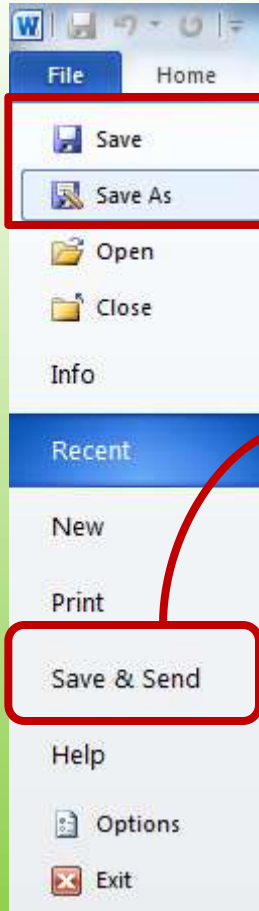 W
File Home
Save
Save As
Open
Close
Info
Recent
New
Print
Save & Send
Help
Options
Exit